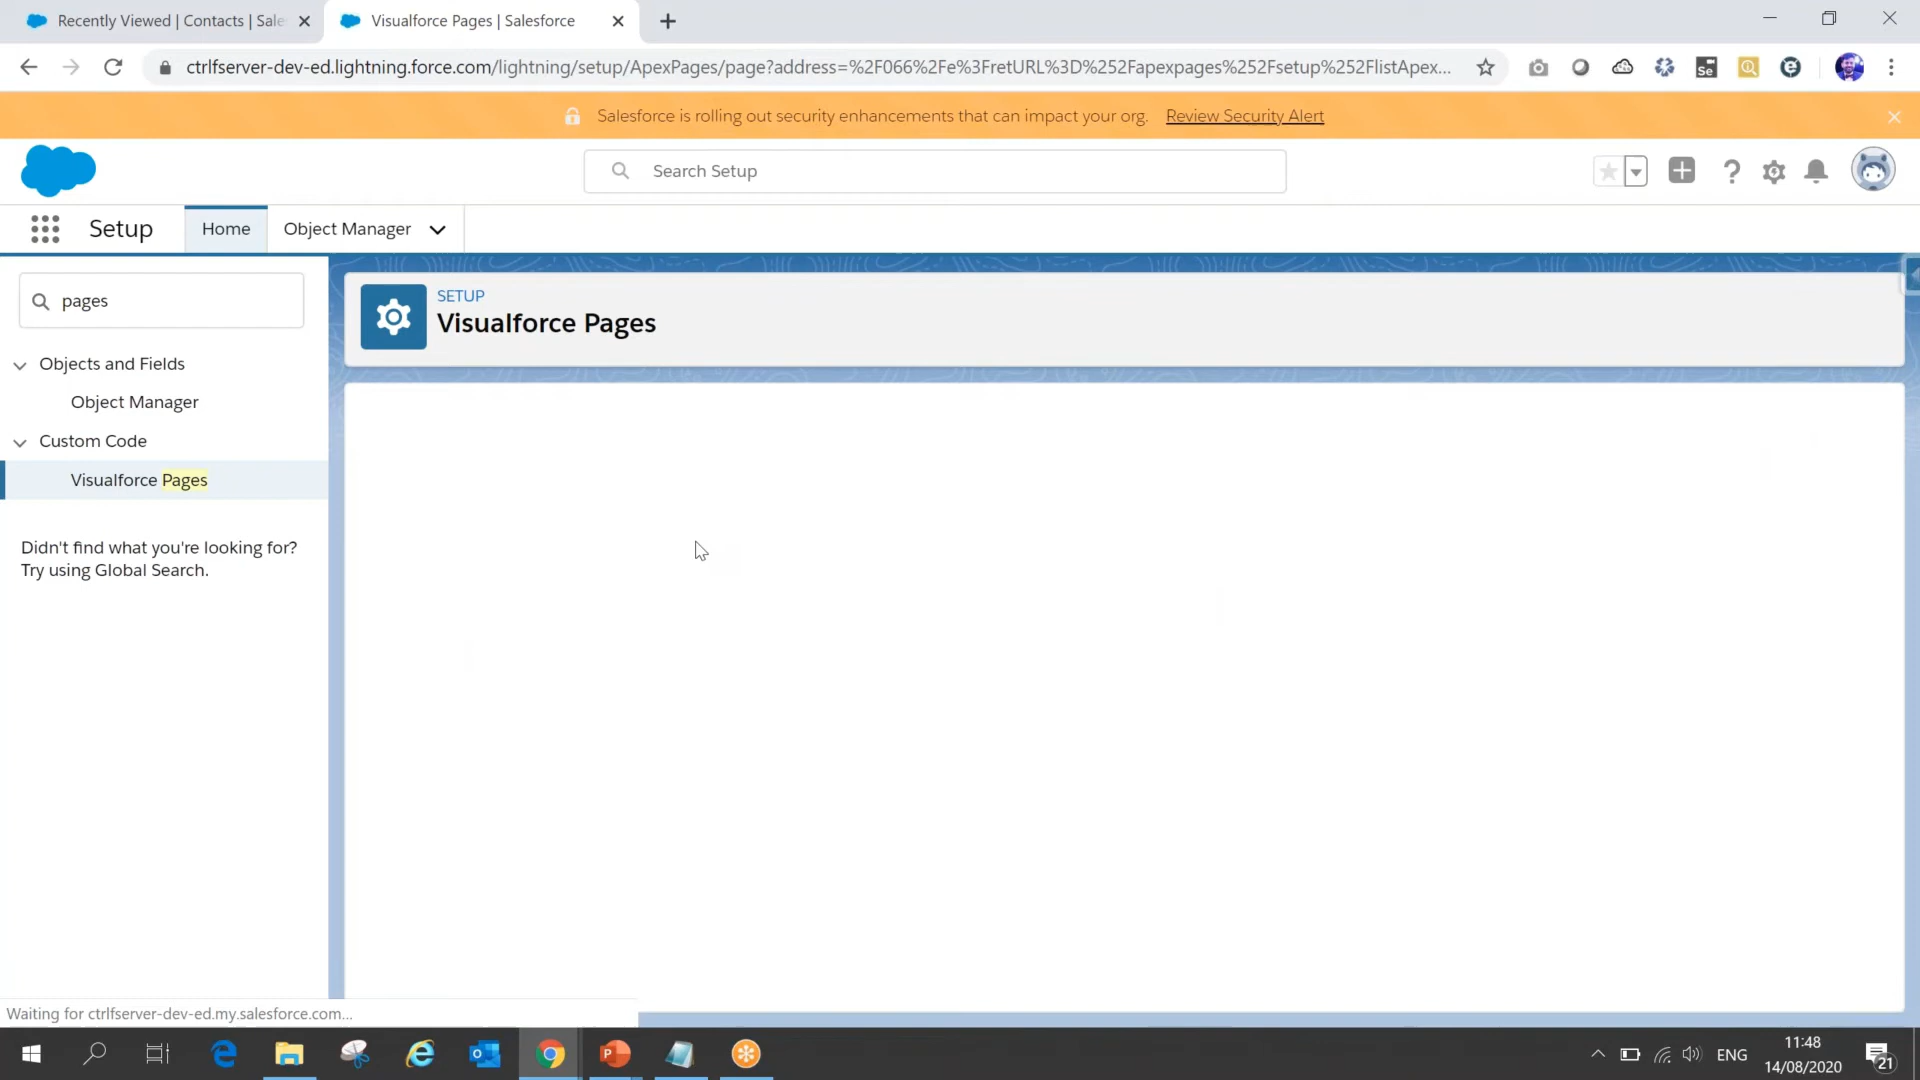 Recently Viewed | Contacts | Sale
Visualforce Pages | Salesforce
ctrlfserver-dev-ed.lightning.force.com/lightning/setup/ApexPages/page?address=%2F066%2Fe%3FretURL%3D%252Fapexpages%252Fsetup%252FlistApex...
Se
Salesforce is rolling out security enhancements that can impact your org. Review Security Alert
Search Setup
Setup
Home
Object Manager
pages
SETUP
Visualforce Pages
Objects and Fields
Object Manager
Custom Code
Visualforce Pages
Didn't find what you're looking for?
Try using Global Search.
Waiting for ctrlfserver-dev-ed.my.salesforce.com...
ENG
11:48
14/08/2020
21